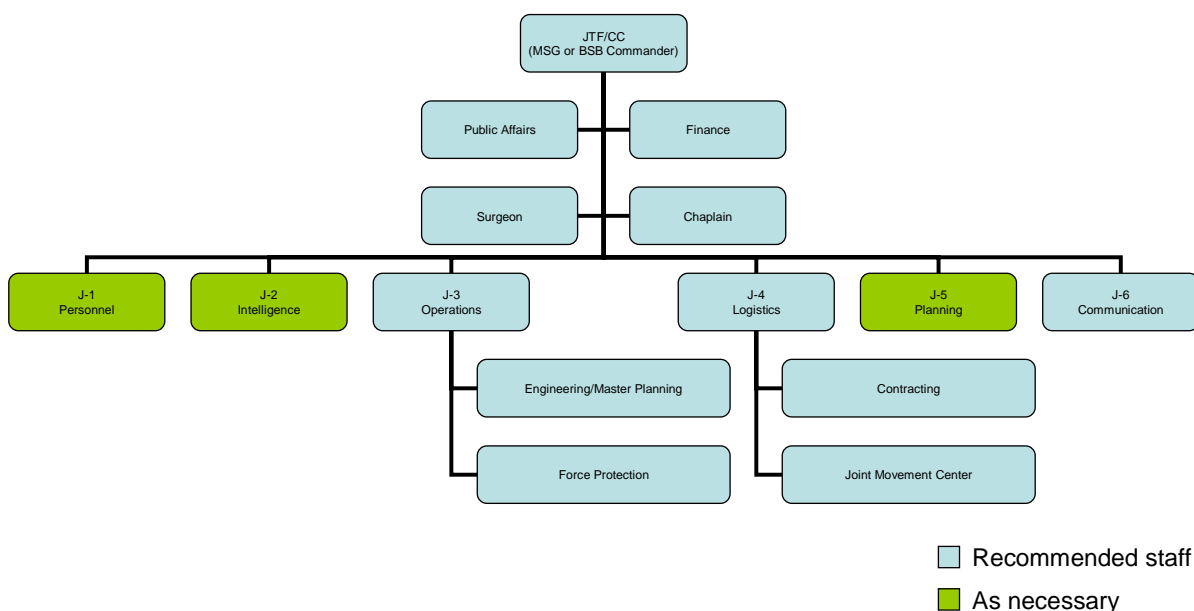 JTF/CC
(MSG or BSB Commander)
Public Affairs
Finance
Surgeon
Chaplain
J-1
Personnel
J-2
Intelligence
J-3
Operations
J-4
Logistics
J-5
Planning
J-6
Communication
Engineering/Master Planning
Contracting
Force Protection
Joint Movement Center
Recommended staff
As necessary